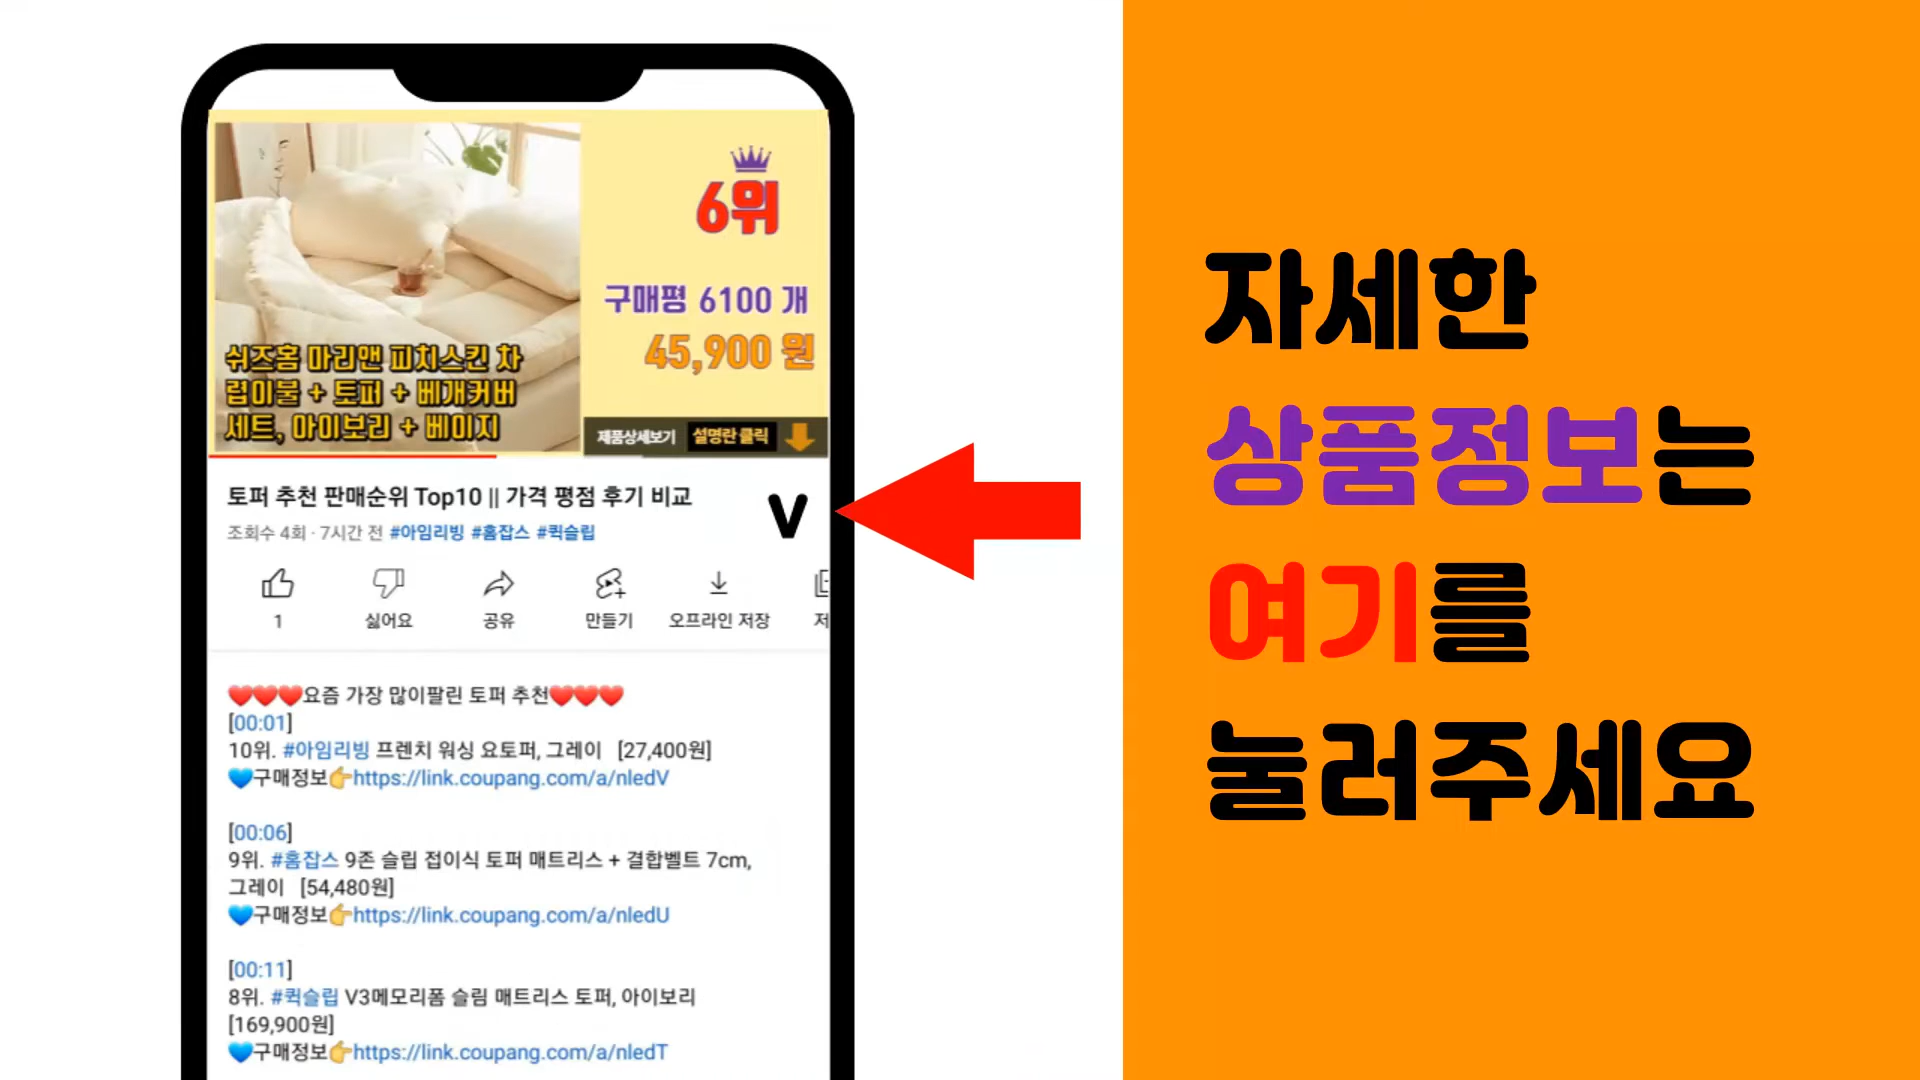 6위
구매평 6100 개
45,900 원
쉬즈홈 마리앤 피치스킨 차
렵이불 + 토퍼 + 베개커버
세트, 아이보리 + 베이지
제품상세보기 설명란 클릭
토퍼 추천 판매순위 Top10 || 가격 평점 후기 비교
V
조회수 4회 · 7시간 전 #아임리빙 #홈잡스 #퀵슬립
1 싫어요 공유 만들기 오프라인 저장 저
❤️❤️❤️요즘 가장 많이팔린 토퍼 추천❤️❤️❤️
[00:01]
10위. #아임리빙 프렌치 워싱 요토퍼, 그레이 [27,400원]
💙구매정보👉https://link.coupang.com/a/nledV
[00:06]
9위. #홈잡스 9존 슬립 접이식 토퍼 매트리스 + 결합벨트 7cm,
그레이 [54,480원]
💙구매정보👉https://link.coupang.com/a/nledU
[00:11]
8위. #퀵슬립 V3메모리폼 슬림 매트리스 토퍼, 아이보리
[169,900원]
💙구매정보👉https://link.coupang.com/a/nledT
자세한
상품정보는
여기를
눌러주세요